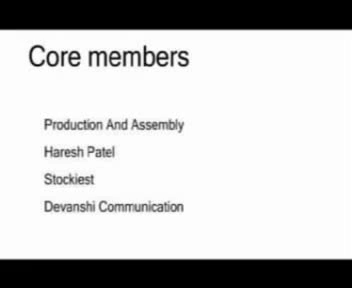 Core members
Production And Assembly
Haresh Patel
Stockiest
Devanshi Communication